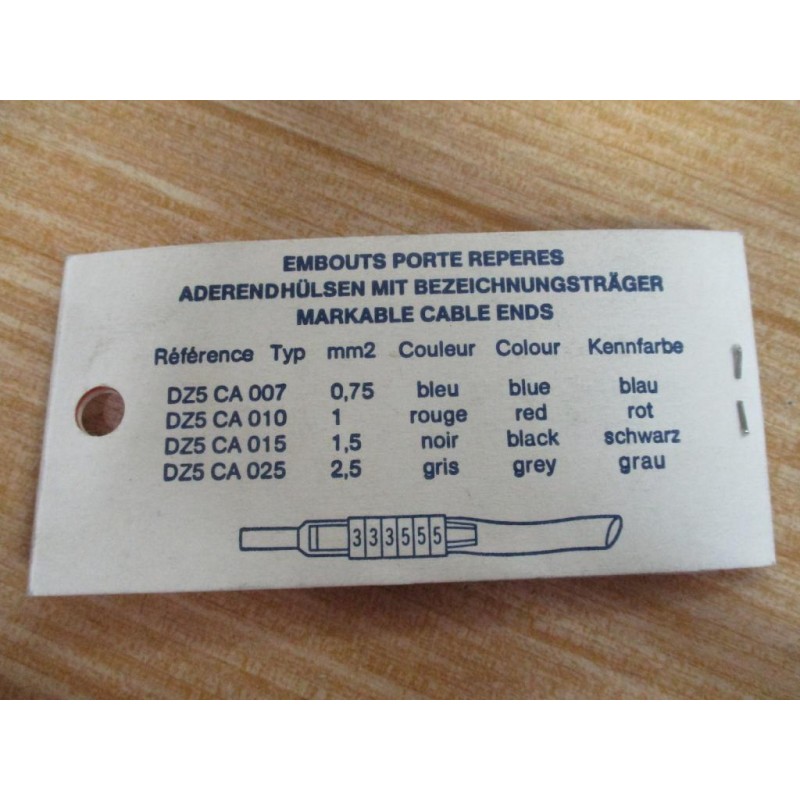 EMBOUTS PORTE REPERES
ADERENDHÜLSEN MIT BEZEICHNUNGSTRÄGER
MARKABLE CABLE ENDS
Référence Typ mm2 Couleur Colour Kennfarbe
DZ5 CA 007 0,75 bleu blue blau
DZ5 CA 010 1 rouge red rot
DZ5 CA 015 1,5 noir black schwarz
DZ5 CA 025 2,5 gris grey grau
333555